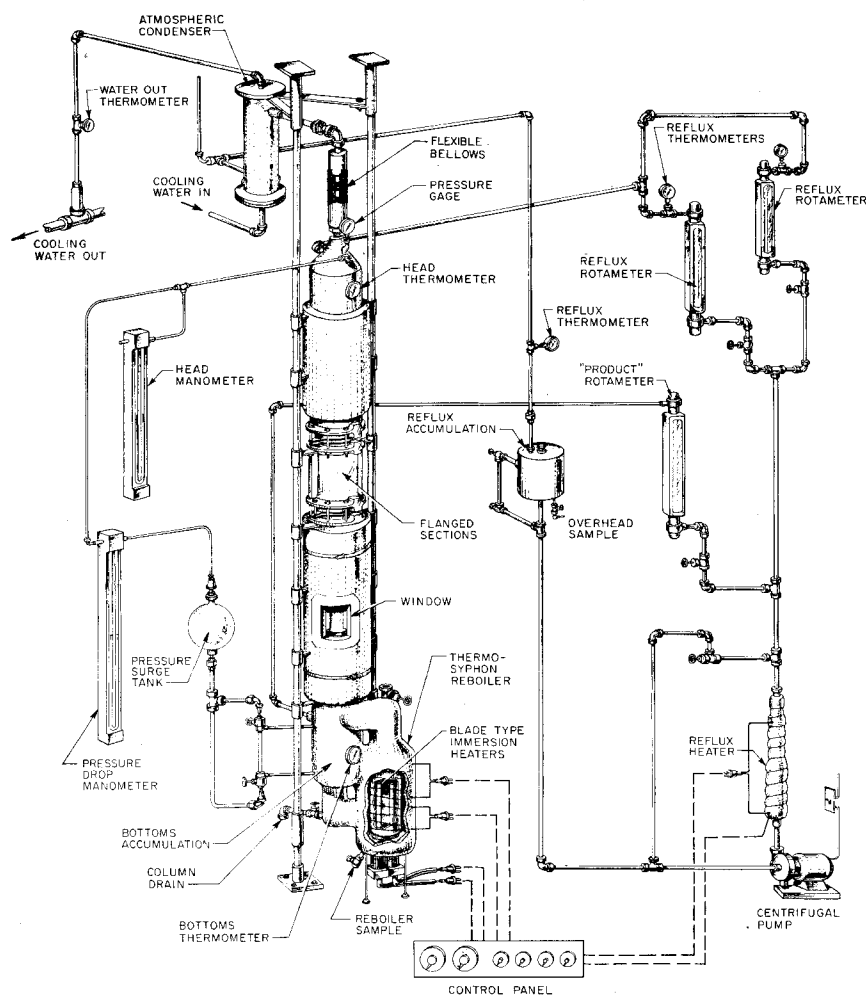 ATMOSPHERIC
CONDENSER
WATER OUT
THERMOMETER
FLEXIBLE
BELLOWS
REFLUX
THERMOMETERS
PRESSURE
GAGE
REFLUX
ROTAMETER
COOLING
WATER IN
COOLING
WATER OUT
HEAD
THERMOMETER
REFLUX
ROTAMETER
REFLUX
THERMOMETER
HEAD
MANOMETER
"PRODUCT"
ROTAMETER
REFLUX
ACCUMULATION
FLANGED
SECTIONS
OVERHEAD
SAMPLE
WINDOW
PRESSURE
SURGE
TANK
THERMO-
SYPHON
REBOILER
BLADE TYPE
IMMERSION
HEATERS
REFLUX
HEATER
PRESSURE
DROP
MANOMETER
BOTTOMS
ACCUMULATION
COLUMN
DRAIN
BOTTOMS
THERMOMETER
REBOILER
SAMPLE
CENTRIFUGAL
PUMP
CONTROL PANEL